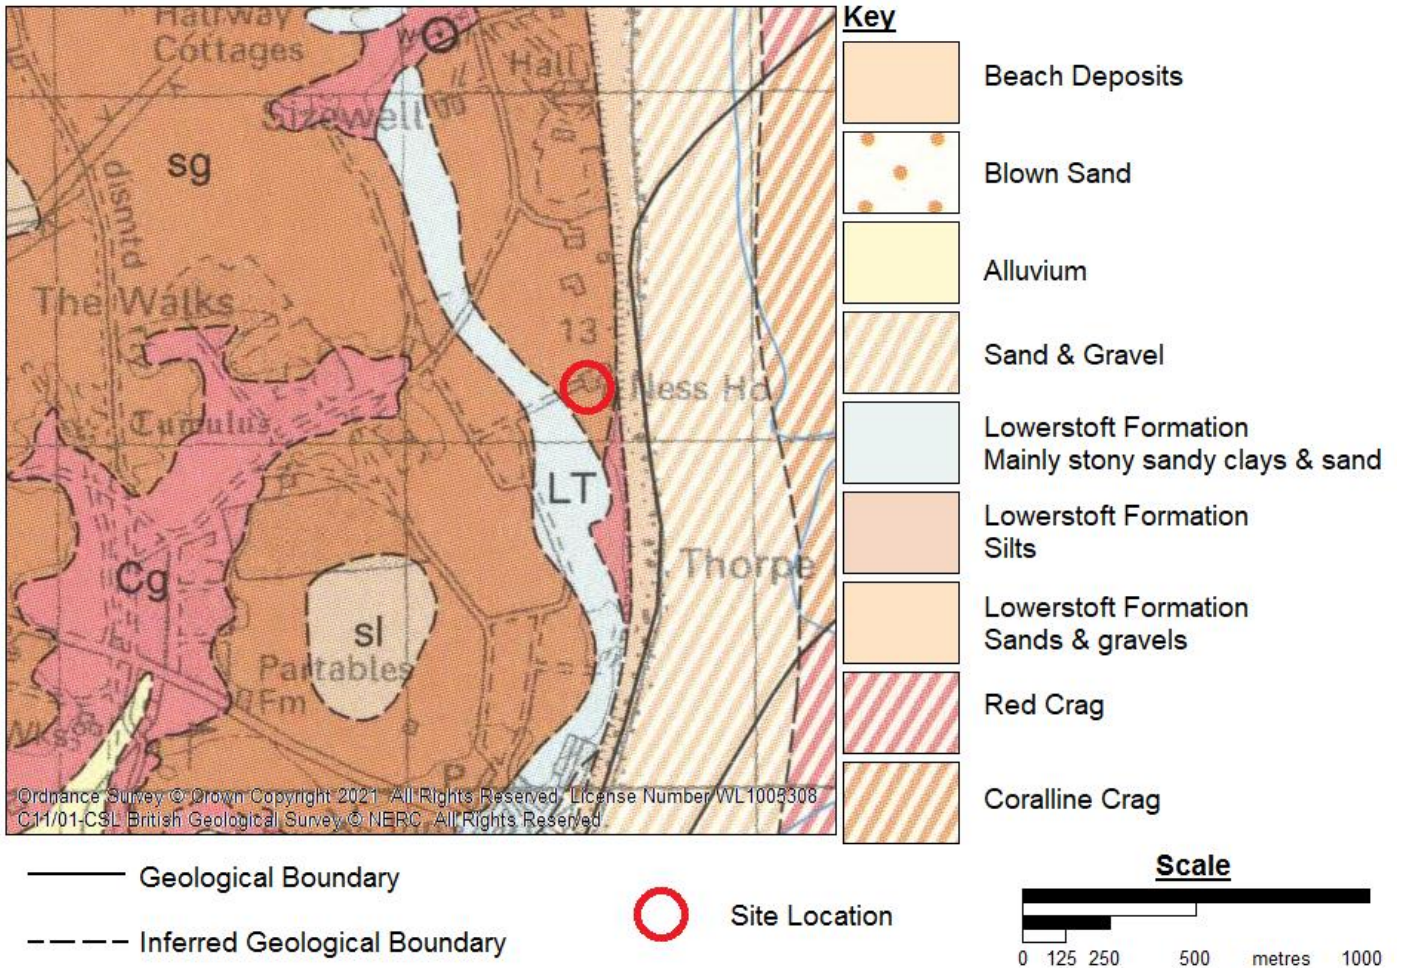 Halfway
Cottages
W
Hall
Sizewell
sg
dismtd
The Walks
13
Ness Ho
Tumulus
LT
Thorpe
Cg
sl
Partables
Fm
Wks
P
Ordnance Survey © Crown Copyright 2021 All Rights Reserved. License Number WL1005308
C11/01-CSL British Geological Survey © NERC. All Rights Reserved.
Key
Beach Deposits
Blown Sand
Alluvium
Sand & Gravel
Lowerstoft Formation
Mainly stony sandy clays & sand
Lowerstoft Formation
Silts
Lowerstoft Formation
Sands & gravels
Red Crag
Coralline Crag
Geological Boundary
Inferred Geological Boundary
Site Location
Scale
0 125 250 500 metres 1000